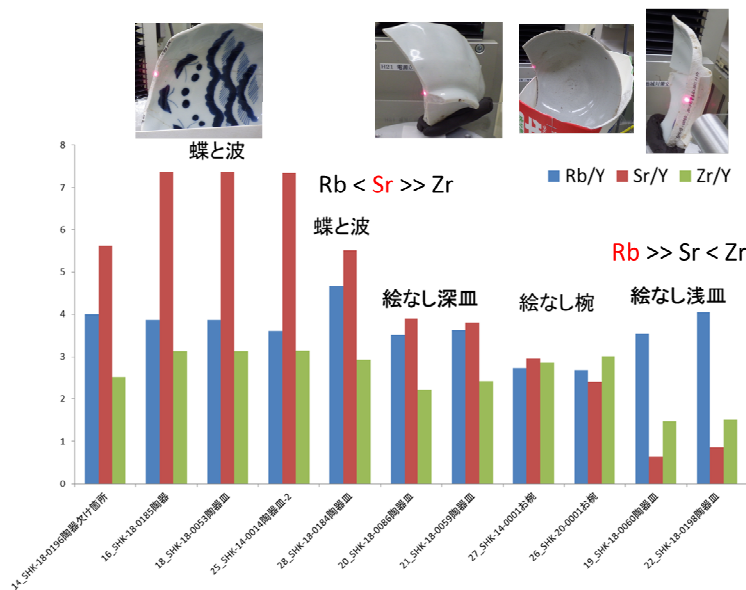 蝶と波
Rb < Sr >> Zr
Rb/Y Sr/Y Zr/Y
蝶と波
Rb >> Sr < Zr
絵なし深皿
絵なし椀
絵なし浅皿
8
7
6
5
4
3
2
1
0
14_SHK-18-0196陶器欠け箇所
16_SHK-18-0185陶器
18_SHK-18-0053陶器皿
25_SHK-14-0014陶器皿-2
28_SHK-18-0184陶器皿
20_SHK-18-0086陶器皿
21_SHK-18-0059陶器皿
27_SHK-14-0001お椀
26_SHK-20-0001お椀
19_SHK-18-0060陶器皿
22_SHK-18-0198陶器皿